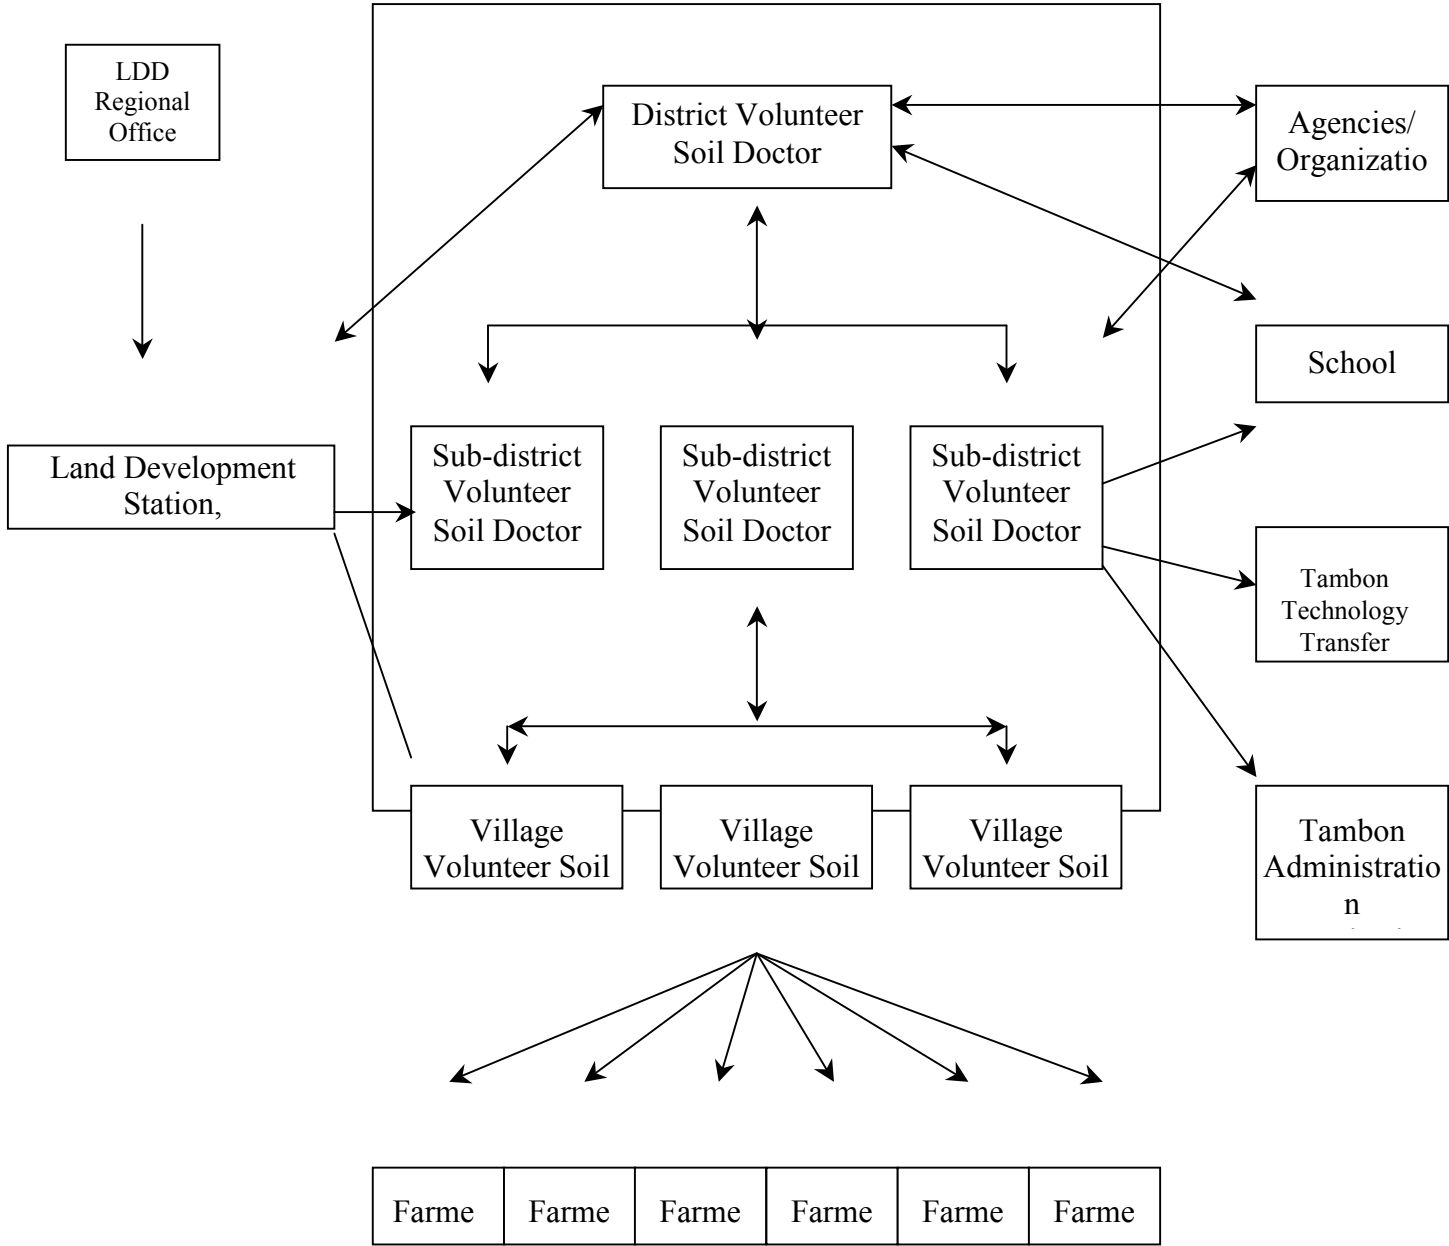 LDD
Regional
Office
District Volunteer
Soil Doctor
Agencies/
Organizatio
School
Land Development
Station,
Sub-district
Volunteer
Soil Doctor
Sub-district
Volunteer
Soil Doctor
Sub-district
Volunteer
Soil Doctor
Tambon
Technology
Transfer
Village
Volunteer Soil
Village
Volunteer Soil
Village
Volunteer Soil
Tambon
Administratio
n
Farme
Farme
Farme
Farme
Farme
Farme